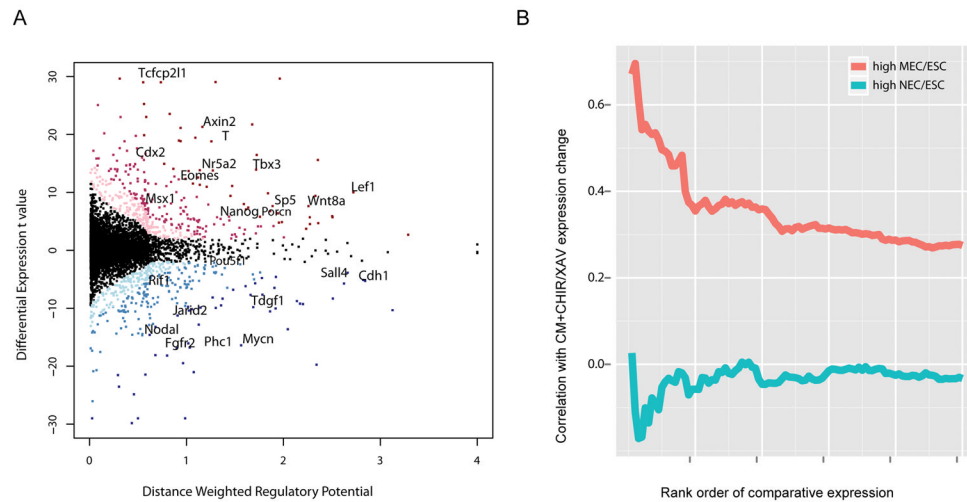 A
B
Differential Expression t value
30
20
10
0
−10
−20
−30
Tcfcp2l1
Axin2
T
Cdx2
Nr5a2
Tbx3
Eomes
Lef1
Msx1
Sp5
Wnt8a
Nanog
Porcn
Pou5f1
Sall4
Cdh1
Rif1
Tdgf1
Jarid2
Nodal
Fgfr2
Phc1
Mycn
0
1
2
3
4
Distance Weighted Regulatory Potential
Correlation with CM+CHIR/XAV expression change
0.6
0.4
0.2
0.0
high MEC/ESC
high NEC/ESC
Rank order of comparative expression